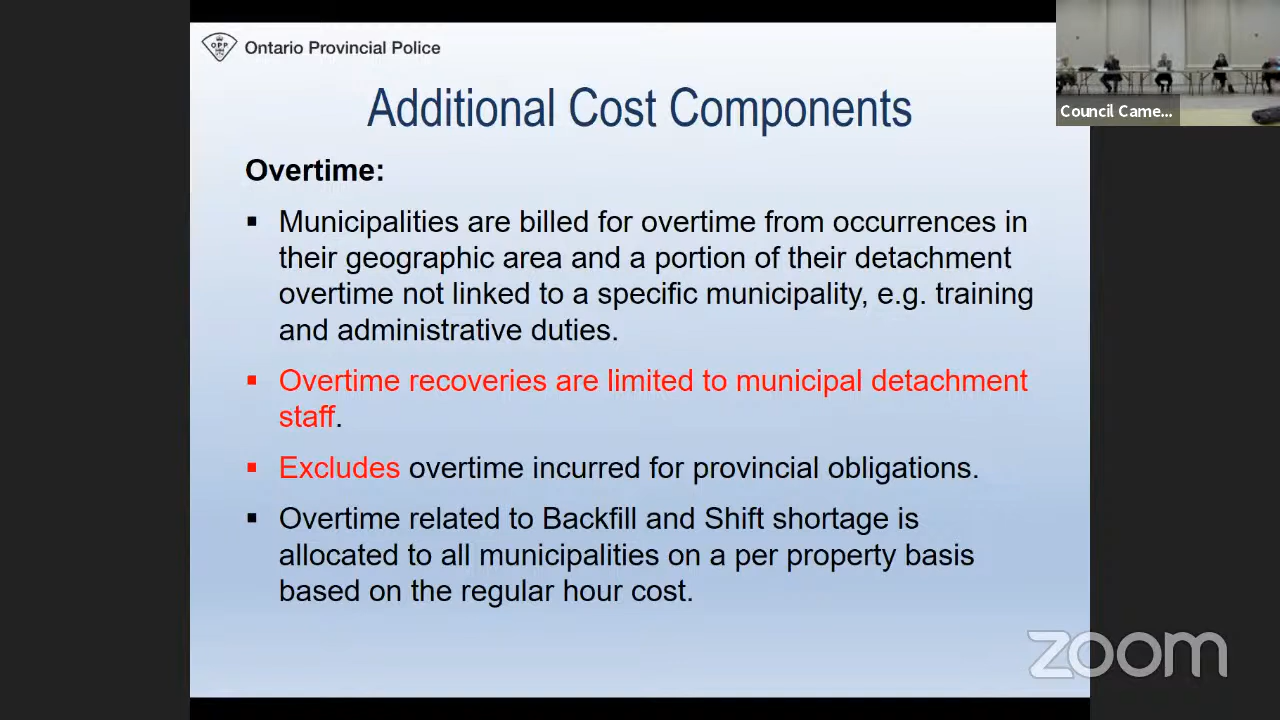 OPP
Ontario Provincial Police
Council Came...
Additional Cost Components
Overtime:
▪ Municipalities are billed for overtime from occurrences in
their geographic area and a portion of their detachment
overtime not linked to a specific municipality, e.g. training
and administrative duties.
▪ Overtime recoveries are limited to municipal detachment
staff.
▪ Excludes overtime incurred for provincial obligations.
▪ Overtime related to Backfill and Shift shortage is
allocated to all municipalities on a per property basis
based on the regular hour cost.
zoom